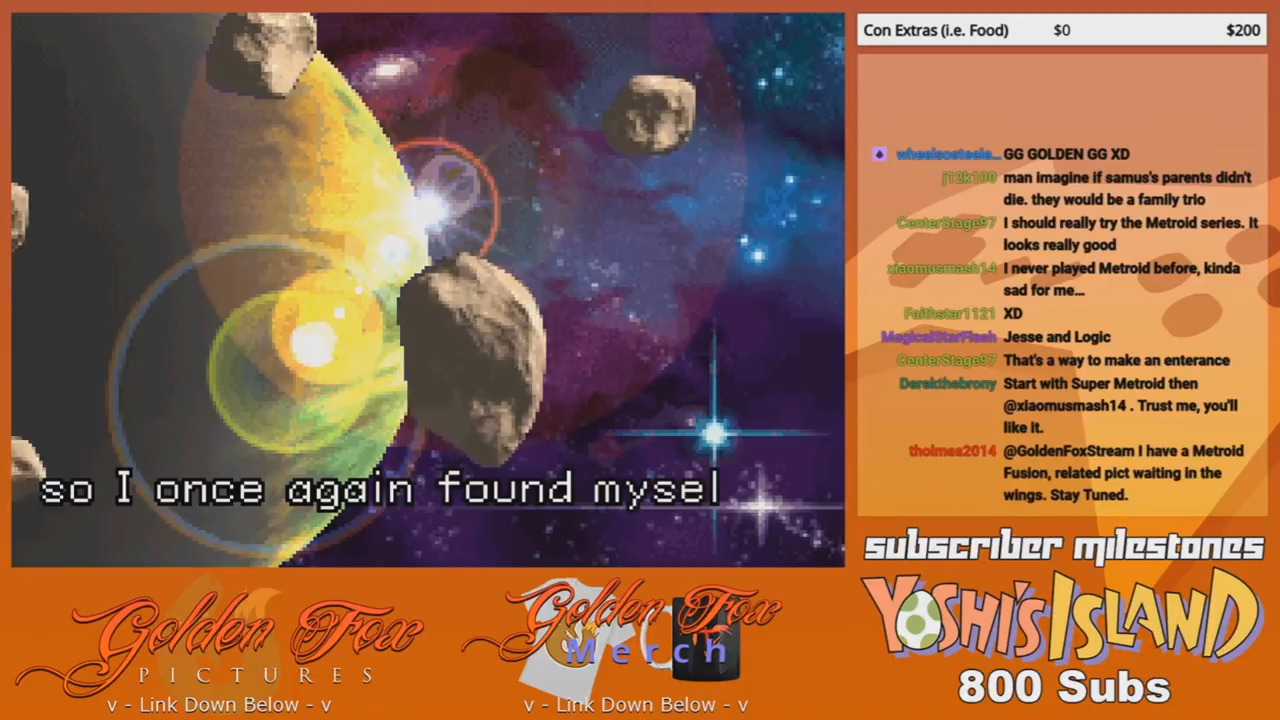 Con Extras (i.e. Food) $0 $200
wheelsosteele... GG GOLDEN GG XD
j12k100 man imagine if samus's parents didn't
die. they would be a family trio
CenterStage97 I should really try the Metroid series. It
looks really good
xiaomusmash14 I never played Metroid before, kinda
sad for me...
Faithstar1121 XD
MagicalStarFlash Jesse and Logic
CenterStage97 That's a way to make an enterance
Derekthebrony Start with Super Metroid then
@xiaomusmash14 . Trust me, you'll
like it.
tholmes2014 @GoldenFoxStream I have a Metroid
Fusion, related pict waiting in the
wings. Stay Tuned.
so I once again found mysel
subscriber milestones
Yoshi's Island
800 Subs
Golden Fox
PICTURES
v - Link Down Below - v
Golden Fox
Merch
v - Link Down Below - v